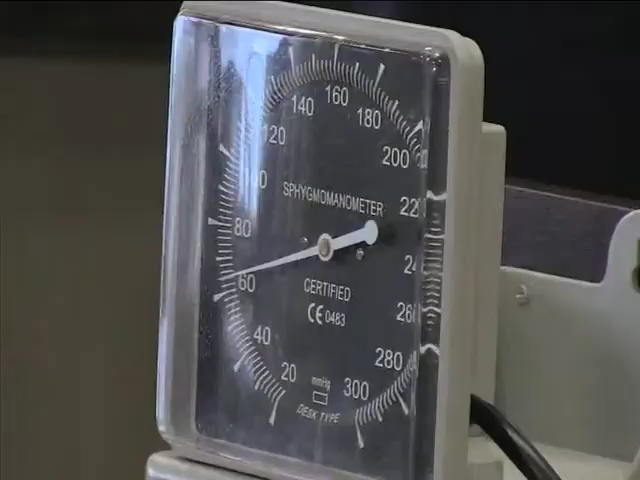 160
140
180
120
200
SPHYGMOMANOMETER
80
60
CERTIFIED
CE 0483
40
280
20
mmHg
300
DESK TYPE